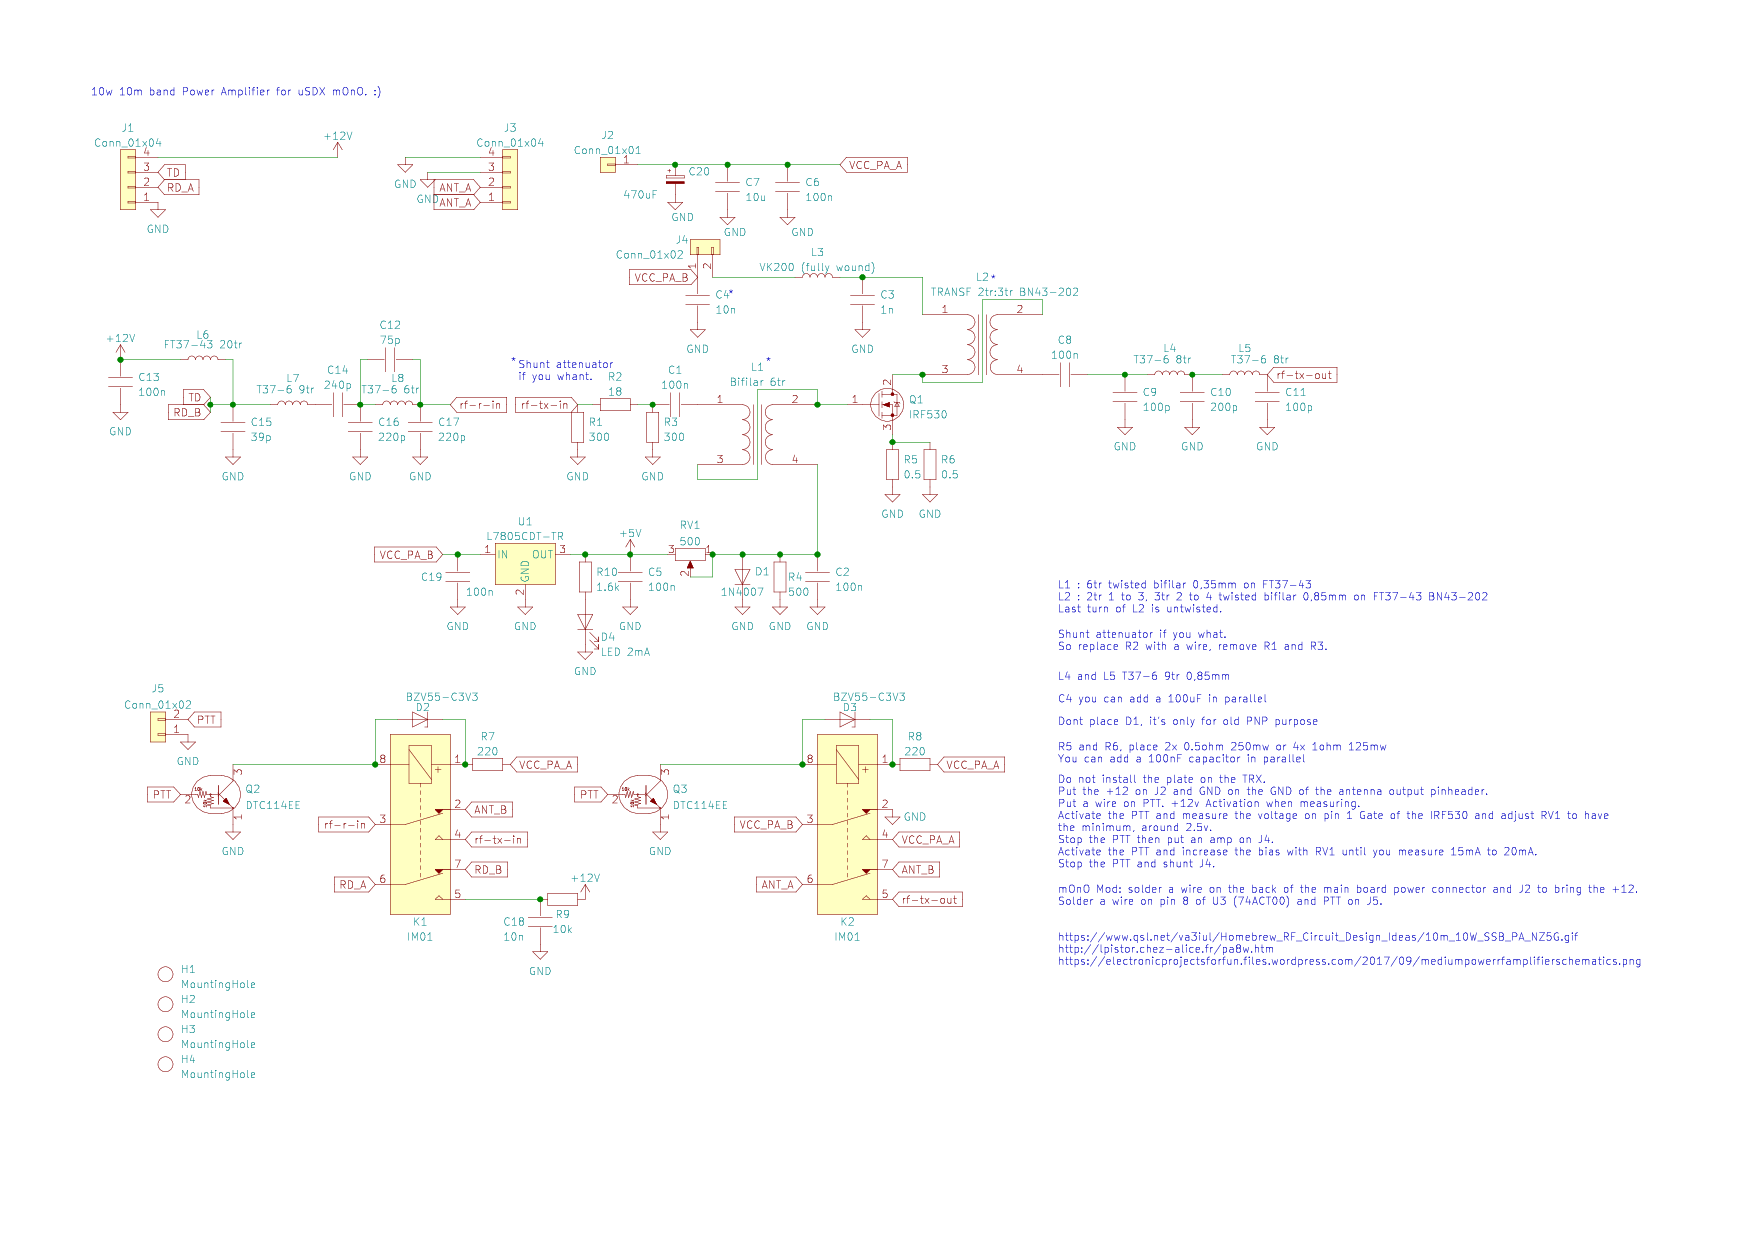 10w 10m band Power Amplifier for uSDX mOnO. :)
J1
Conn_01x04
4
3
2
1
TD
RD_A
GND
+12V
J3
Conn_01x04
4
3
2
1
GND
GND
ANT_A
ANT_A
J2
Conn_01x01
1
C20
470uF
GND
C7
10u
GND
C6
100n
GND
VCC_PA_A
J4
Conn_01x02
1
2
VCC_PA_B
C4*
10n
GND
L3
VK200 (fully wound)
C3
1n
GND
L2*
TRANSF 2tr:3tr BN43-202
1
2
3
4
C8
100n
L4
T37-6 8tr
L5
T37-6 8tr
rf-tx-out
C9
100p
GND
C10
200p
GND
C11
100p
GND
+12V
L6
FT37-43 20tr
C13
100n
GND
TD
RD_B
C15
39p
GND
L7
T37-6 9tr
C14
240p
C12
75p
L8
T37-6 6tr
C16
220p
GND
C17
220p
GND
rf-r-in
* Shunt attenuator
if you whant.
rf-tx-in
R2
18
R1
300
GND
R3
300
GND
C1
100n
*
L1
Bifilar 6tr
1
2
3
4
1
2
3
Q1
IRF530
R5
0.5
GND
R6
0.5
GND
VCC_PA_B
C19
100n
GND
U1
L7805CDT-TR
1
IN
OUT
3
GND
2
GND
R10
1.6k
D4
LED 2mA
GND
+5V
C5
100n
GND
RV1
500
3
1
2
D1
1N4007
GND
R4
500
GND
C2
100n
GND
L1 : 6tr twisted bifilar 0,35mm on FT37-43
L2 : 2tr 1 to 3, 3tr 2 to 4 twisted bifilar 0,85mm on FT37-43 BN43-202
Last turn of L2 is untwisted.
Shunt attenuator if you what.
So replace R2 with a wire, remove R1 and R3.
L4 and L5 T37-6 9tr 0,85mm
C4 you can add a 100uF in parallel
Dont place D1, it's only for old PNP purpose
R5 and R6, place 2x 0.5ohm 250mw or 4x 1ohm 125mw
You can add a 100nF capacitor in parallel
Do not install the plate on the TRX.
Put the +12 on J2 and GND on the GND of the antenna output pinheader.
Put a wire on PTT. +12v Activation when measuring.
Activate the PTT and measure the voltage on pin 1 Gate of the IRF530 and adjust RV1 to have
the minimum, around 2.5v.
Stop the PTT then put an amp on J4.
Activate the PTT and increase the bias with RV1 until you measure 15mA to 20mA.
Stop the PTT and shunt J4.
mOnO Mod: solder a wire on the back of the main board power connector and J2 to bring the +12.
Solder a wire on pin 8 of U3 (74ACT00) and PTT on J5.
https://www.qsl.net/va3iul/Homebrew_RF_Circuit_Design_Ideas/10m_10W_SSB_PA_NZ5G.gif
http://lpistor.chez-alice.fr/pa8w.htm
https://electronicprojectsforfun.files.wordpress.com/2017/09/mediumpowerrfamplifierschematics.png
J5
Conn_01x02
2
1
PTT
GND
PTT
2
10k
10k
3
1
Q2
DTC114EE
GND
BZV55-C3V3
D2
8
1
+
R7
220
VCC_PA_A
2
ANT_B
3
rf-r-in
4
rf-tx-in
7
RD_B
6
RD_A
5
K1
IM01
C18
10n
GND
R9
10k
+12V
PTT
2
10k
10k
3
1
Q3
DTC114EE
GND
BZV55-C3V3
D3
8
1
+
R8
220
VCC_PA_A
2
GND
3
VCC_PA_B
4
VCC_PA_A
7
ANT_B
6
ANT_A
5
rf-tx-out
K2
IM01
H1
MountingHole
H2
MountingHole
H3
MountingHole
H4
MountingHole